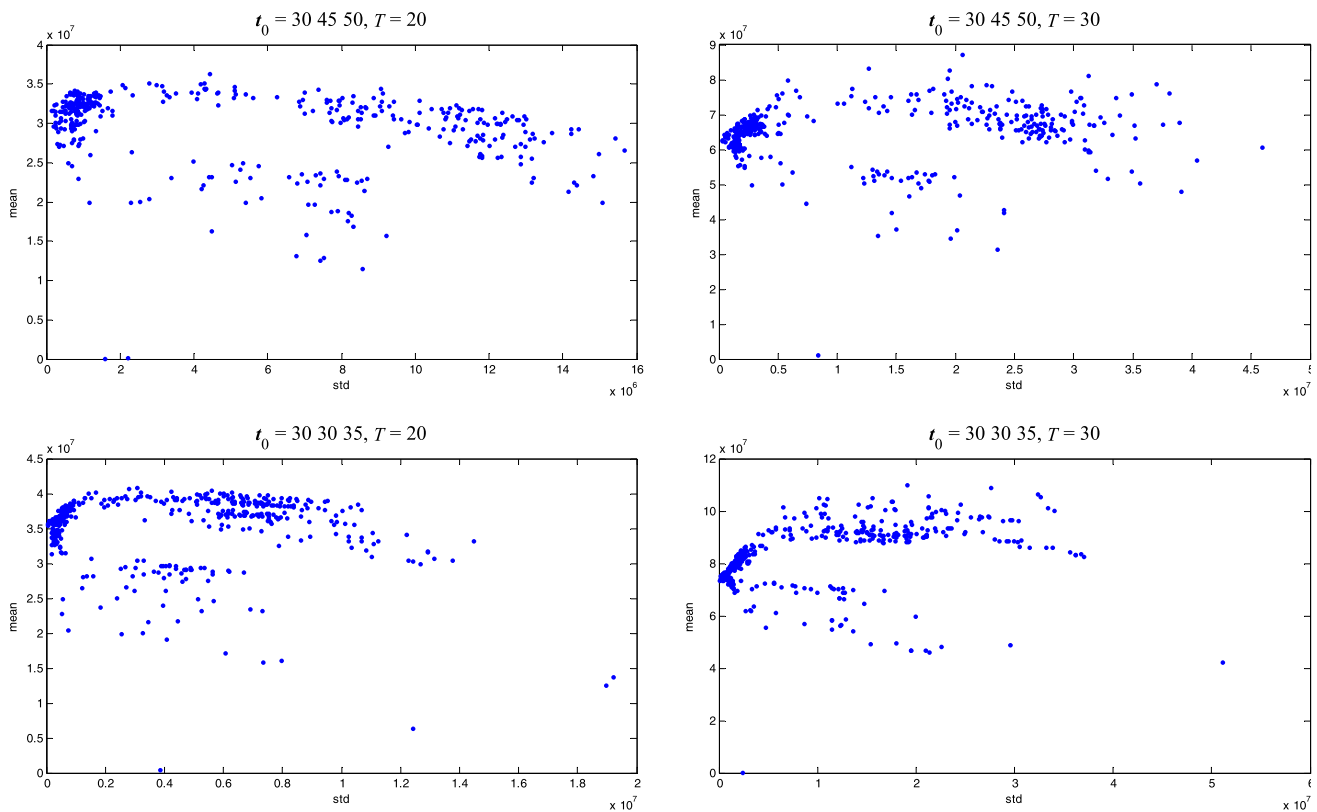 t0 = 30 45 50, T = 20
x 10^7
4
3.5
3
2.5
2
1.5
1
0.5
0
mean
0 2 4 6 8 10 12 14 16
std
x 10^6
t0 = 30 45 50, T = 30
x 10^7
9
8
7
6
5
4
3
2
1
0
mean
0 0.5 1 1.5 2 2.5 3 3.5 4 4.5
std
x 10^7
t0 = 30 30 35, T = 20
x 10^7
4.5
4
3.5
3
2.5
2
1.5
1
0.5
0
mean
0 0.2 0.4 0.6 0.8 1 1.2 1.4 1.6 1.8 2
std
x 10^7
t0 = 30 30 35, T = 30
x 10^7
12
10
8
6
4
2
0
mean
0 1 2 3 4 5 6
std
x 10^7